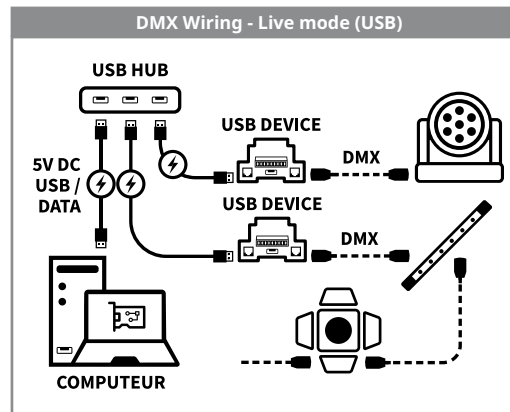 DMX Wiring - Live mode (USB)
USB HUB
USB DEVICE
DMX
5V DC
USB /
DATA
USB DEVICE
DMX
COMPUTEUR